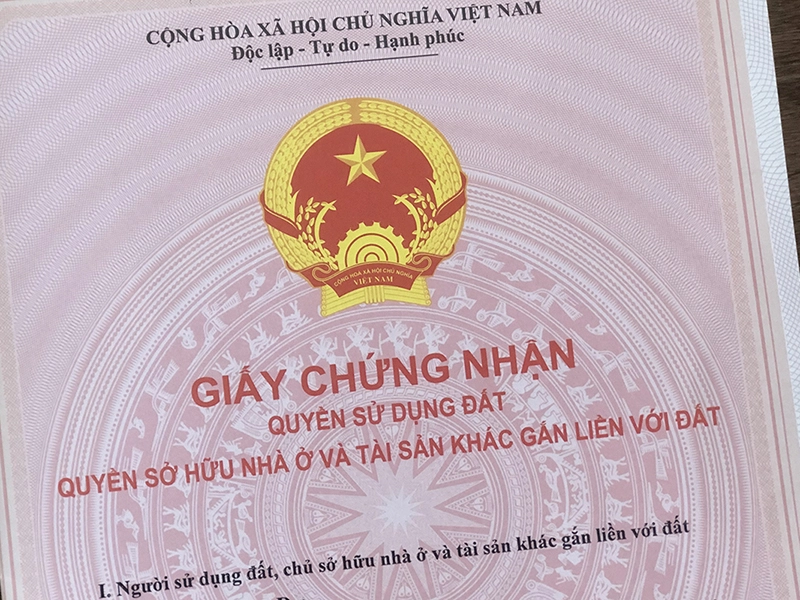 CỘNG HÒA XÃ HỘI CHỦ NGHĨA VIỆT NAM
Độc lập - Tự do - Hạnh phúc
CỘNG HOÀ XÃ HỘI CHỦ NGHĨA
VIỆT NAM
GIẤY CHỨNG NHẬN
QUYỀN SỬ DỤNG ĐẤT
QUYỀN SỞ HỮU NHÀ Ở VÀ TÀI SẢN KHÁC GẮN LIỀN VỚI ĐẤT
I. Người sử dụng đất, chủ sở hữu nhà ở và tài sản khác gắn liền với đất